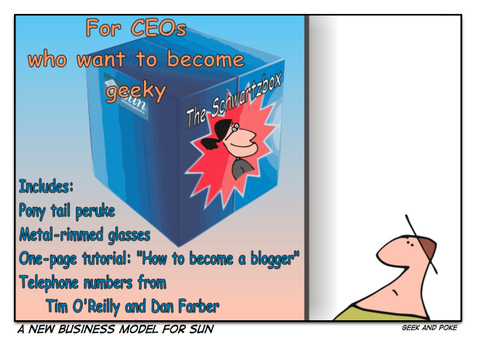 For CEOs
who want to become
geeky
Sun
The Schwartzbox
Includes:
Pony tail peruke
Metal-rimmed glasses
One-page tutorial: "How to become a blogger"
Telephone numbers from
Tim O'Reilly and Dan Farber
A NEW BUSINESS MODEL FOR SUN
GEEK AND POKE